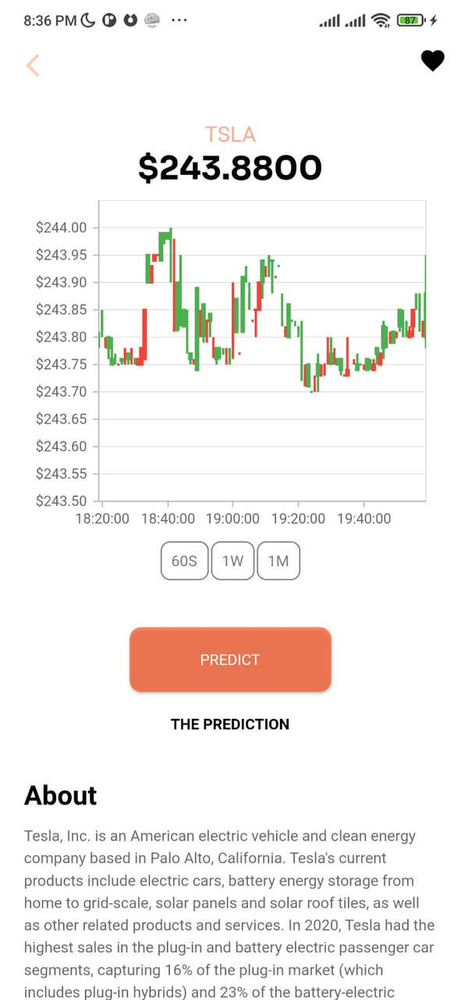 8:36 PM
87
TSLA
$243.8800
$244.00
$243.95
$243.90
$243.85
$243.80
$243.75
$243.70
$243.65
$243.60
$243.55
$243.50
18:20:00 18:40:00 19:00:00 19:20:00 19:40:00
60S 1W 1M
PREDICT
THE PREDICTION
About
Tesla, Inc. is an American electric vehicle and clean energy
company based in Palo Alto, California. Tesla's current
products include electric cars, battery energy storage from
home to grid-scale, solar panels and solar roof tiles, as well
as other related products and services. In 2020, Tesla had the
highest sales in the plug-in and battery electric passenger car
segments, capturing 16% of the plug-in market (which
includes plug-in hybrids) and 23% of the battery-electric